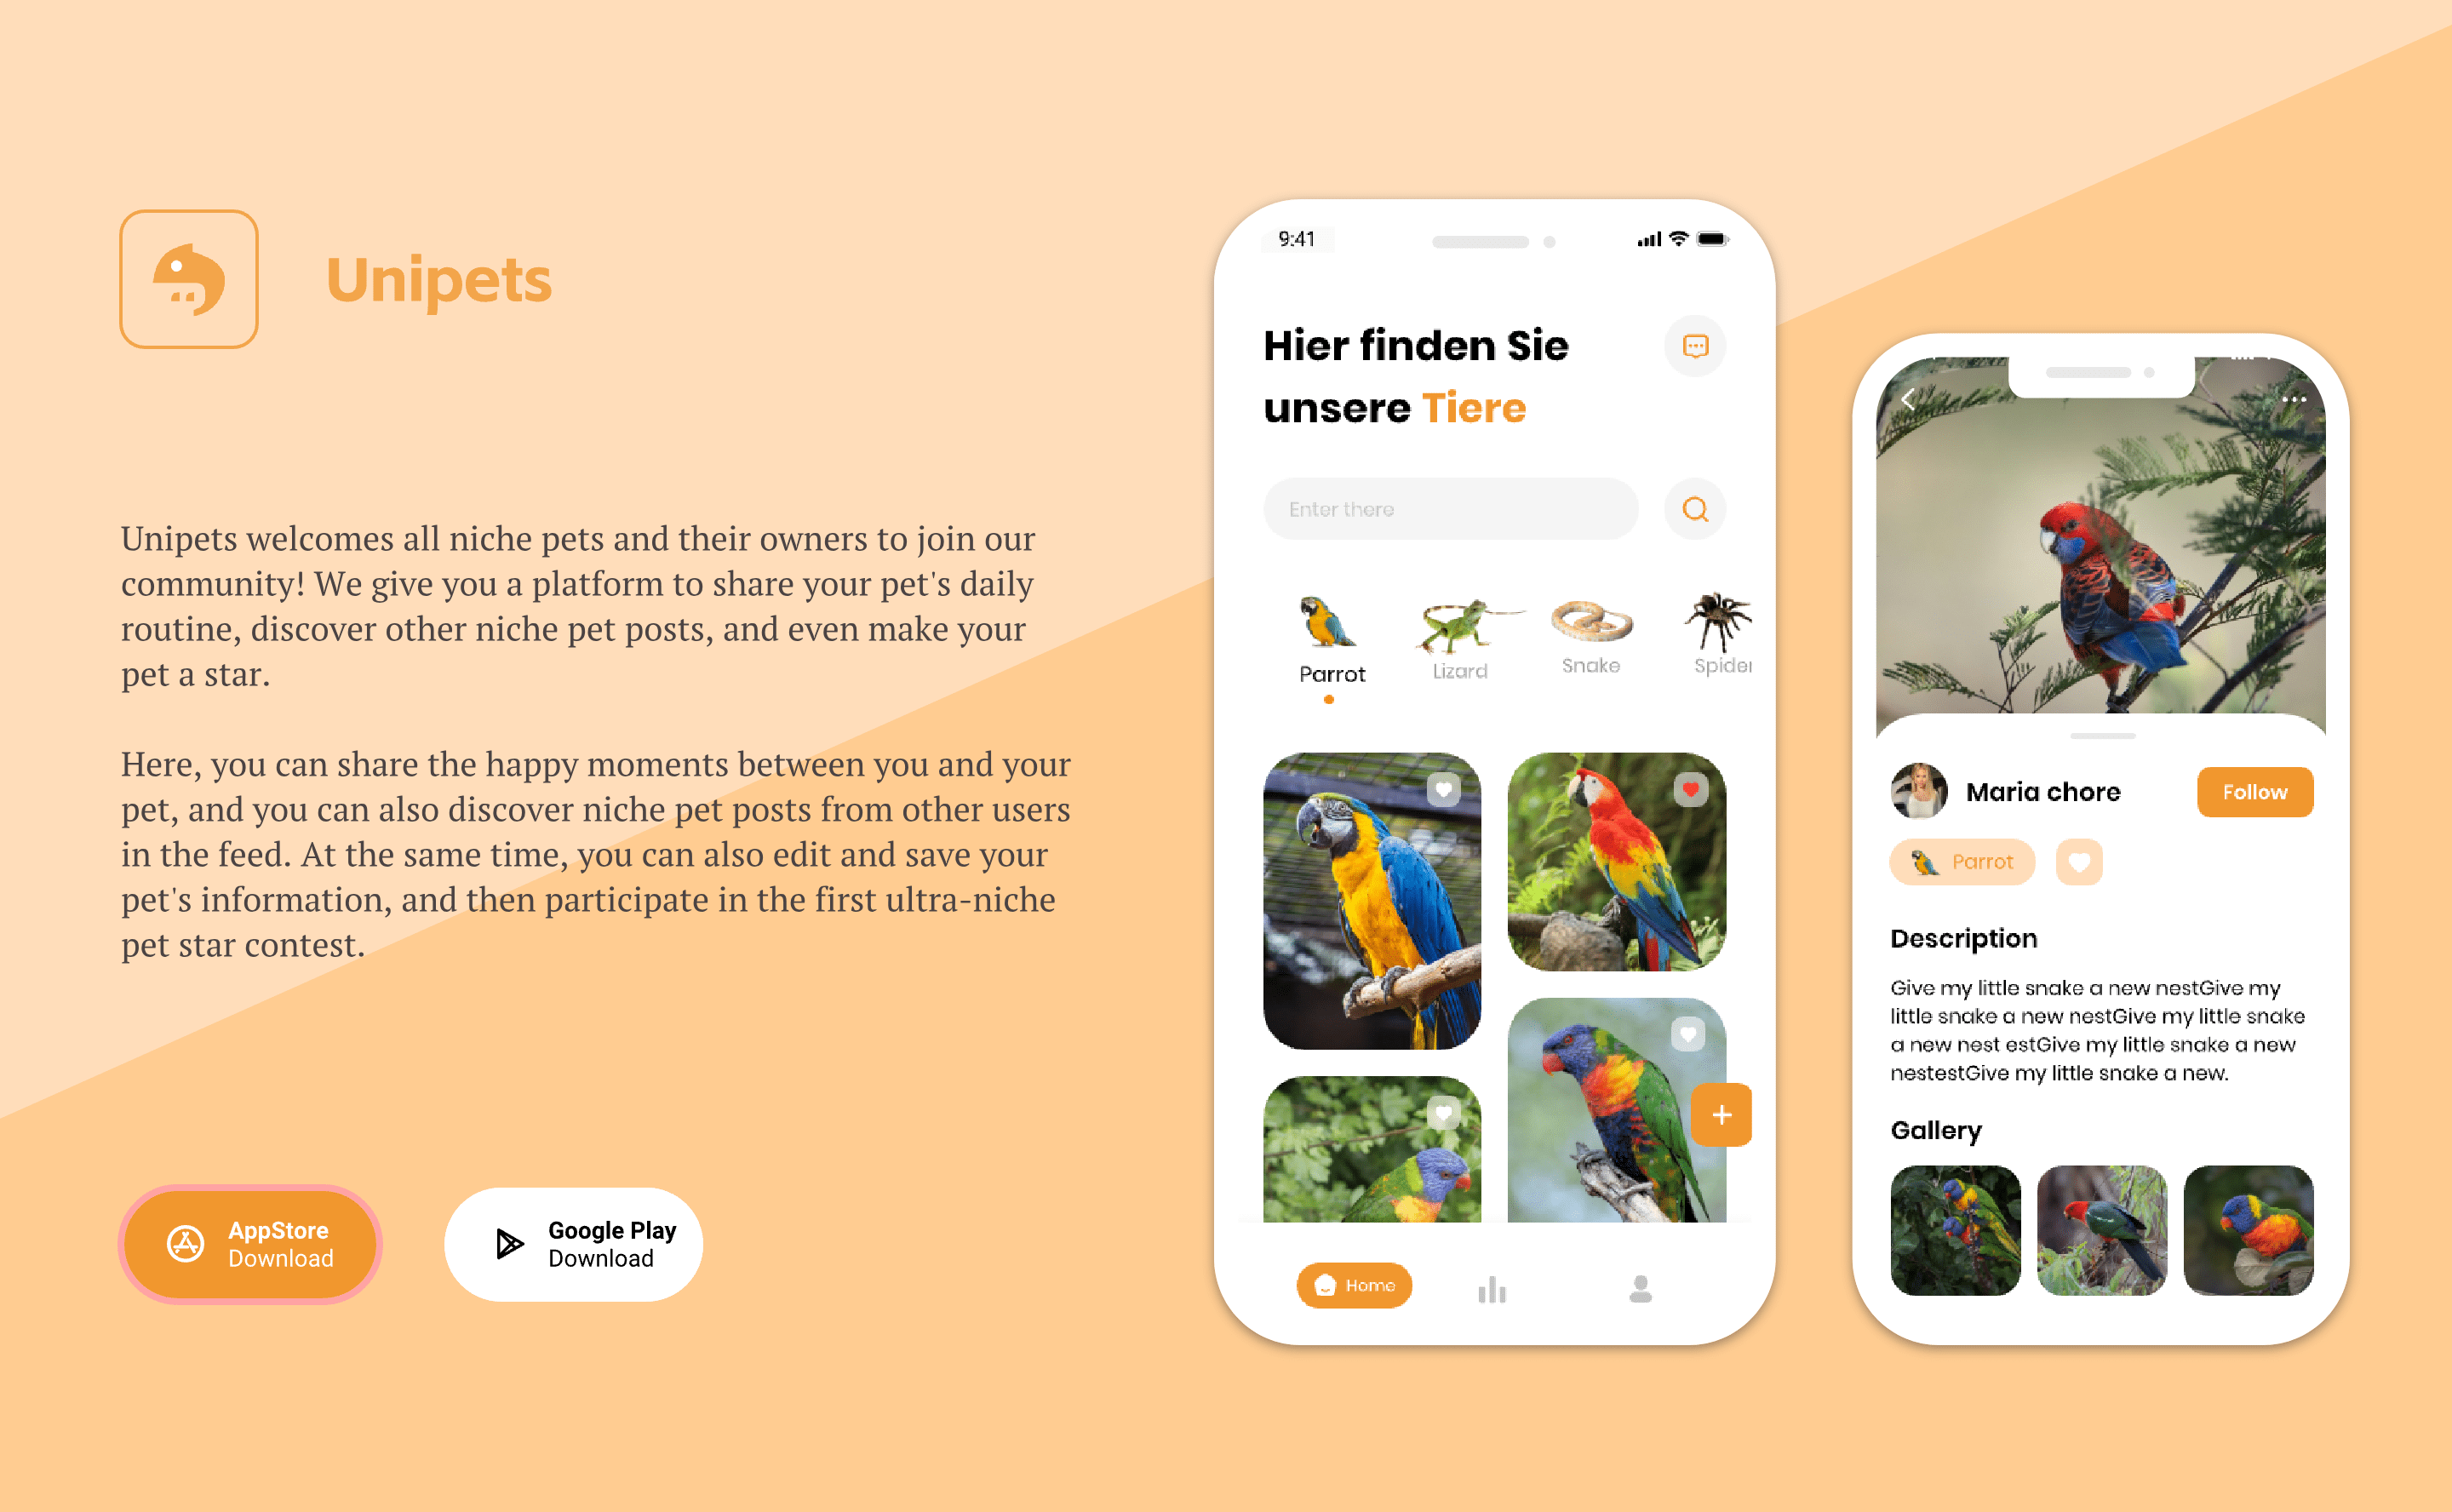 Unipets
Unipets welcomes all niche pets and their owners to join our
community! We give you a platform to share your pet's daily
routine, discover other niche pet posts, and even make your
pet a star.
Here, you can share the happy moments between you and your
pet, and you can also discover niche pet posts from other users
in the feed. At the same time, you can also edit and save your
pet's information, and then participate in the first ultra-niche
pet star contest.
AppStore
Download
Google Play
Download
9:41
Hier finden Sie
unsere Tiere
Enter there
Parrot
Lizard
Snake
Spider
Home
Maria chore
Follow
Parrot
Description
Give my little snake a new nestGive my
little snake a new nestGive my little snake
a new nest estGive my little snake a new
nestestGive my little snake a new.
Gallery